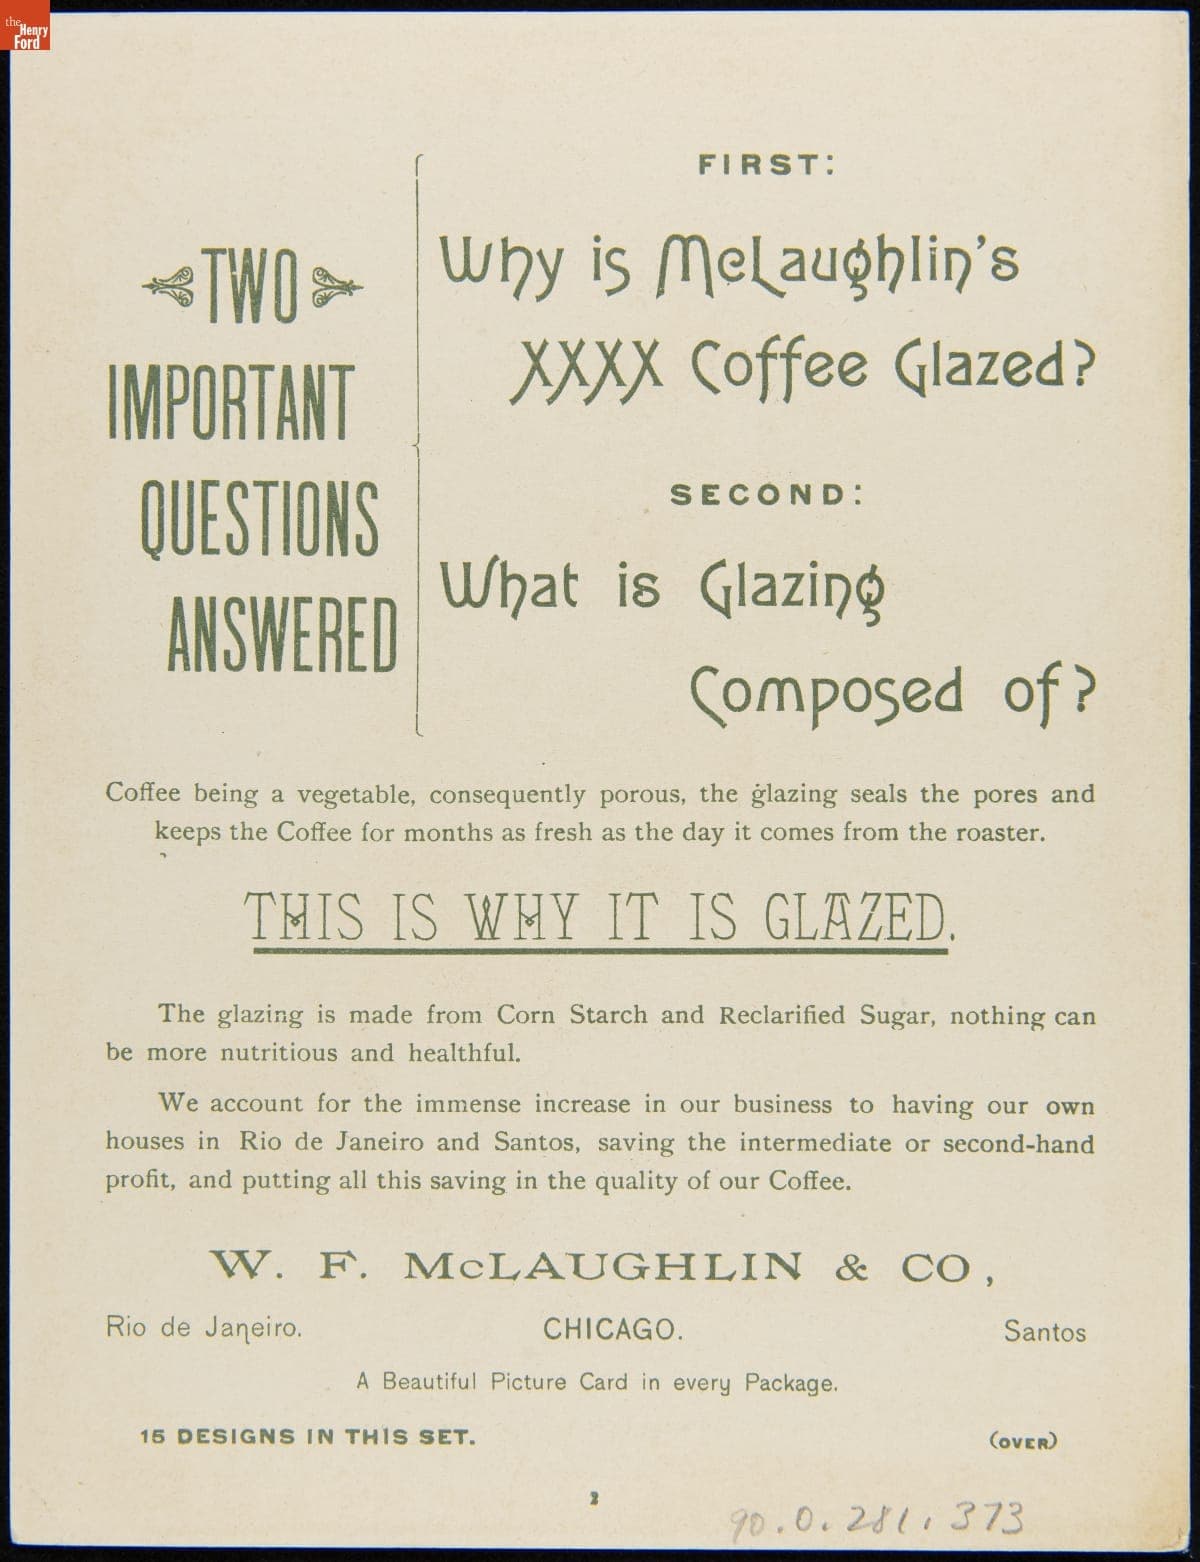 the
Henry
Ford
TWO
IMPORTANT
QUESTIONS
ANSWERED
FIRST:
Why is McLaughlin's
XXXX Coffee Glazed?
SECOND:
What is Glazing
Composed of?
Coffee being a vegetable, consequently porous, the glazing seals the pores and
keeps the Coffee for months as fresh as the day it comes from the roaster.
THIS IS WHY IT IS GLAZED.
The glazing is made from Corn Starch and Reclarified Sugar, nothing can
be more nutritious and healthful.
We account for the immense increase in our business to having our own
houses in Rio de Janeiro and Santos, saving the intermediate or second-hand
profit, and putting all this saving in the quality of our Coffee.
W. F. McLAUGHLIN & CO,
Rio de Janeiro. CHICAGO. Santos
A Beautiful Picture Card in every Package.
15 DESIGNS IN THIS SET. (OVER)
2
90.0.281.373